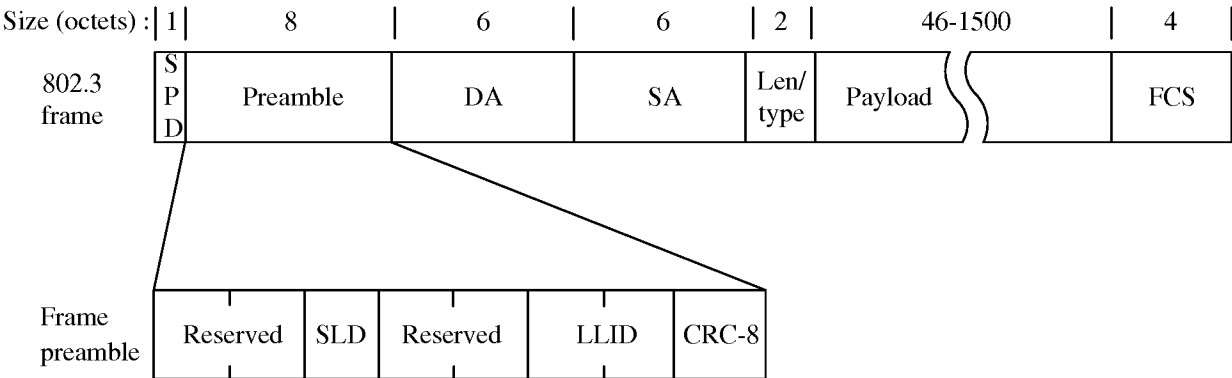 Size (octets) : 1 8 6 6 2 46-1500 4
802.3 frame
SPD Preamble DA SA Len/type Payload FCS
Frame preamble
Reserved SLD Reserved LLID CRC-8